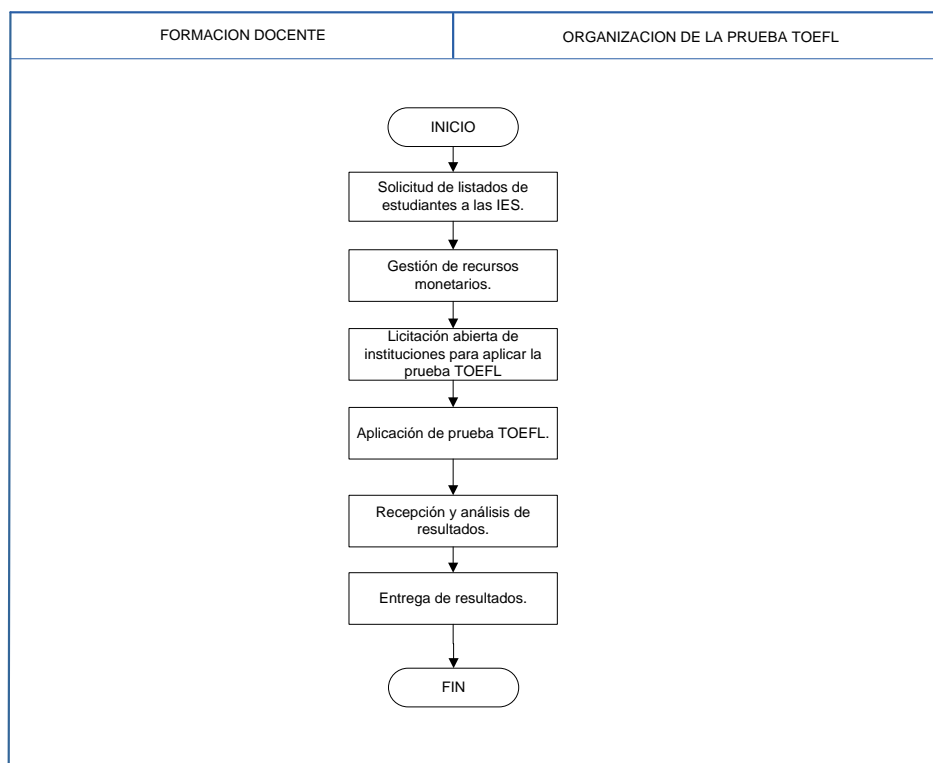 FORMACION DOCENTE
ORGANIZACION DE LA PRUEBA TOEFL
INICIO
Solicitud de listados de
estudiantes a las IES.
Gestión de recursos
monetarios.
Licitación abierta de
instituciones para aplicar la
prueba TOEFL
Aplicación de prueba TOEFL.
Recepción y análisis de
resultados.
Entrega de resultados.
FIN